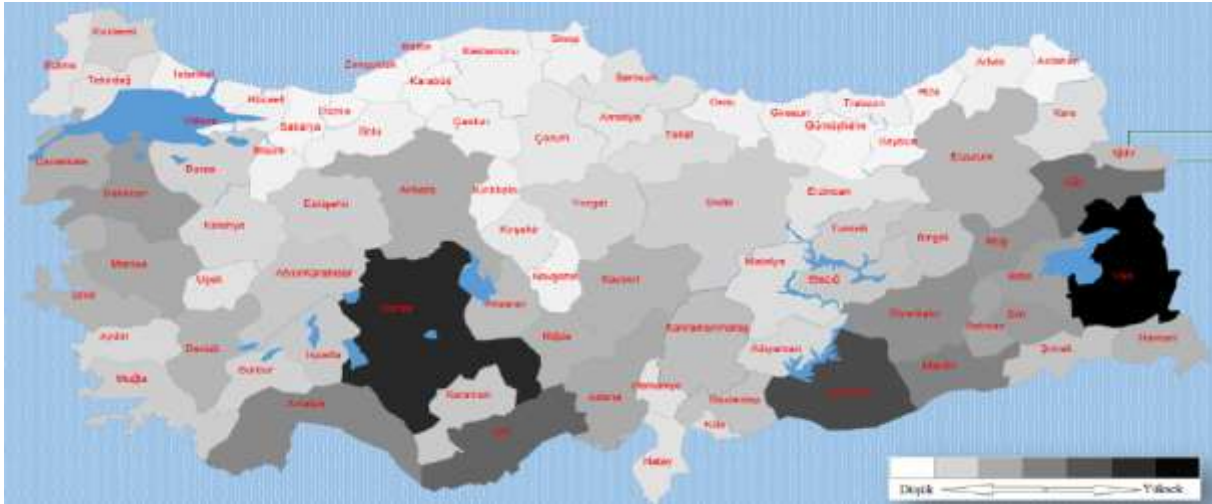 Kırklareli
Edirne
Tekirdağ
İstanbul
Kocaeli
Yalova
Sakarya
Düzce
Bolu
Zonguldak
Bartın
Karabük
Kastamonu
Sinop
Samsun
Çankırı
Çorum
Amasya
Tokat
Ordu
Giresun
Gümüşhane
Trabzon
Rize
Bayburt
Artvin
Ardahan
Kars
Iğdır
Ağrı
Erzurum
Erzincan
Çanakkale
Balıkesir
Bursa
Bilecik
Eskişehir
Ankara
Kırıkkale
Kırşehir
Yozgat
Sivas
Tunceli
Bingöl
Muş
Bitlis
Van
Kütahya
Manisa
Uşak
Afyonkarahisar
İzmir
Aydın
Denizli
Muğla
Burdur
Isparta
Antalya
Konya
Aksaray
Nevşehir
Niğde
Kayseri
Karaman
Adana
Kahramanmaraş
Osmaniye
Hatay
Kilis
Gaziantep
Malatya
Elazığ
Adıyaman
Diyarbakır
Mardin
Batman
Siirt
Şırnak
Hakkari
Düşük
Yüksek